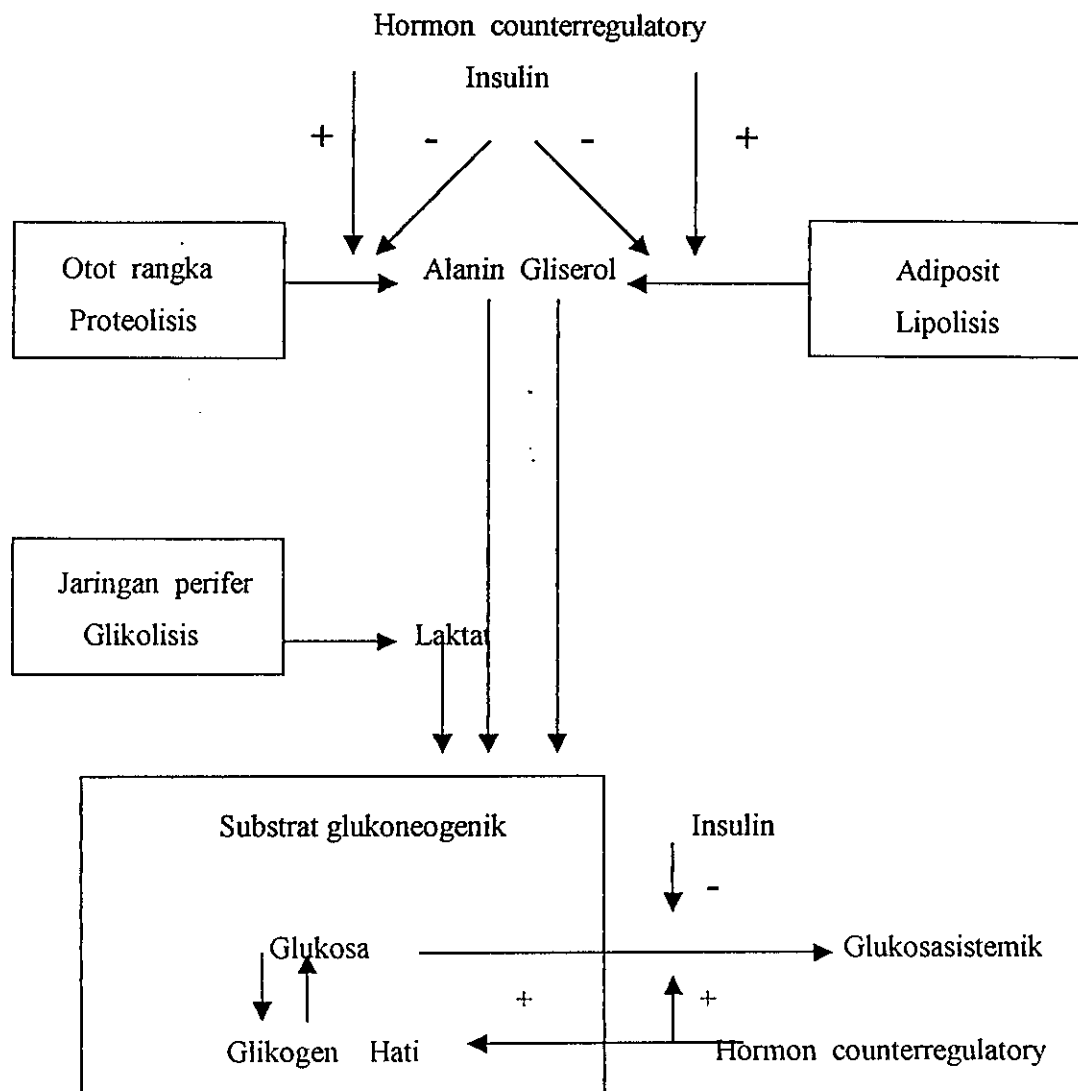 Hormon counterregulatory
Insulin
+ - - +
Otot rangka
Proteolisis
Alanin Gliserol
Adiposit
Lipolisis
Jaringan perifer
Glikolisis
Laktat
Substrat glukoneogenik
Insulin
-
Glukosa
Glukosasistemik
+ +
Glikogen Hati
Hormon counterregulatory